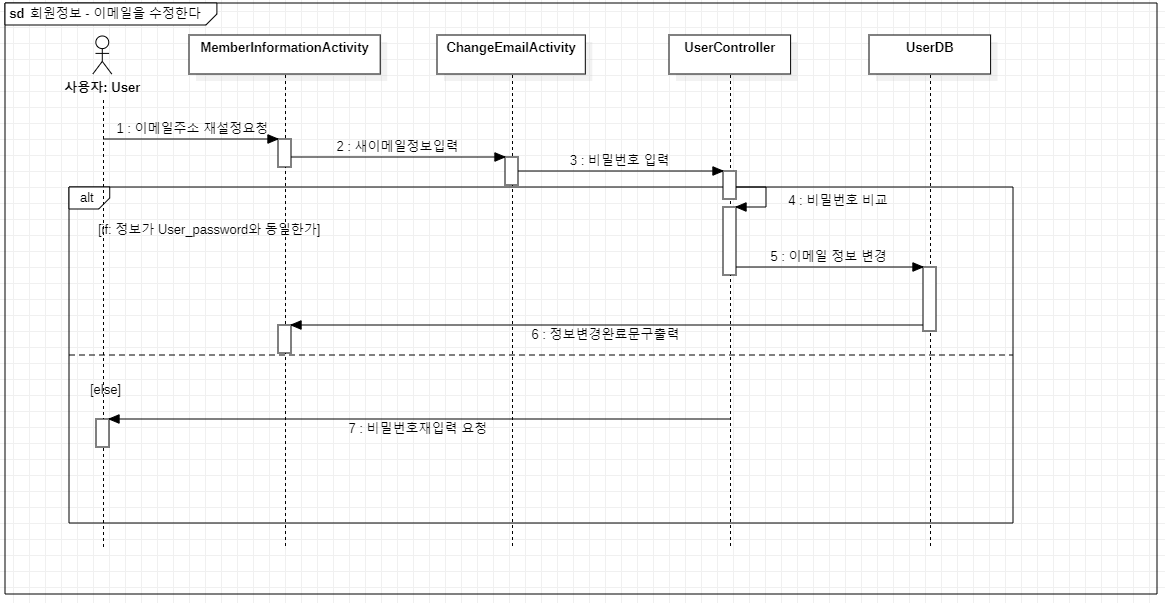 sd 회원정보 - 이메일을 수정한다
MemberInformationActivity
ChangeEmailActivity
UserController
UserDB
사용자: User
1 : 이메일주소 재설정요청
2 : 새이메일정보입력
3 : 비밀번호 입력
alt
4 : 비밀번호 비교
[if: 정보가 User_password와 동일한가]
5 : 이메일 정보 변경
6 : 정보변경완료문구출력
[else]
7 : 비밀번호재입력 요청